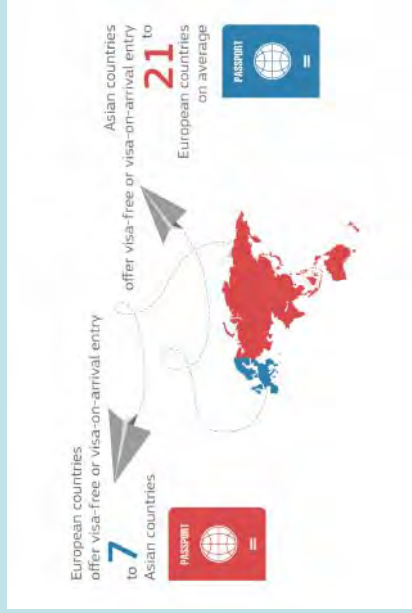 European countries
offer visa-free or visa-on-arrival entry
to 7
Asian countries
PASSPORT
=
Asian countries
offer visa-free or visa-on-arrival entry
21 to
European countries
on average
PASSPORT
=